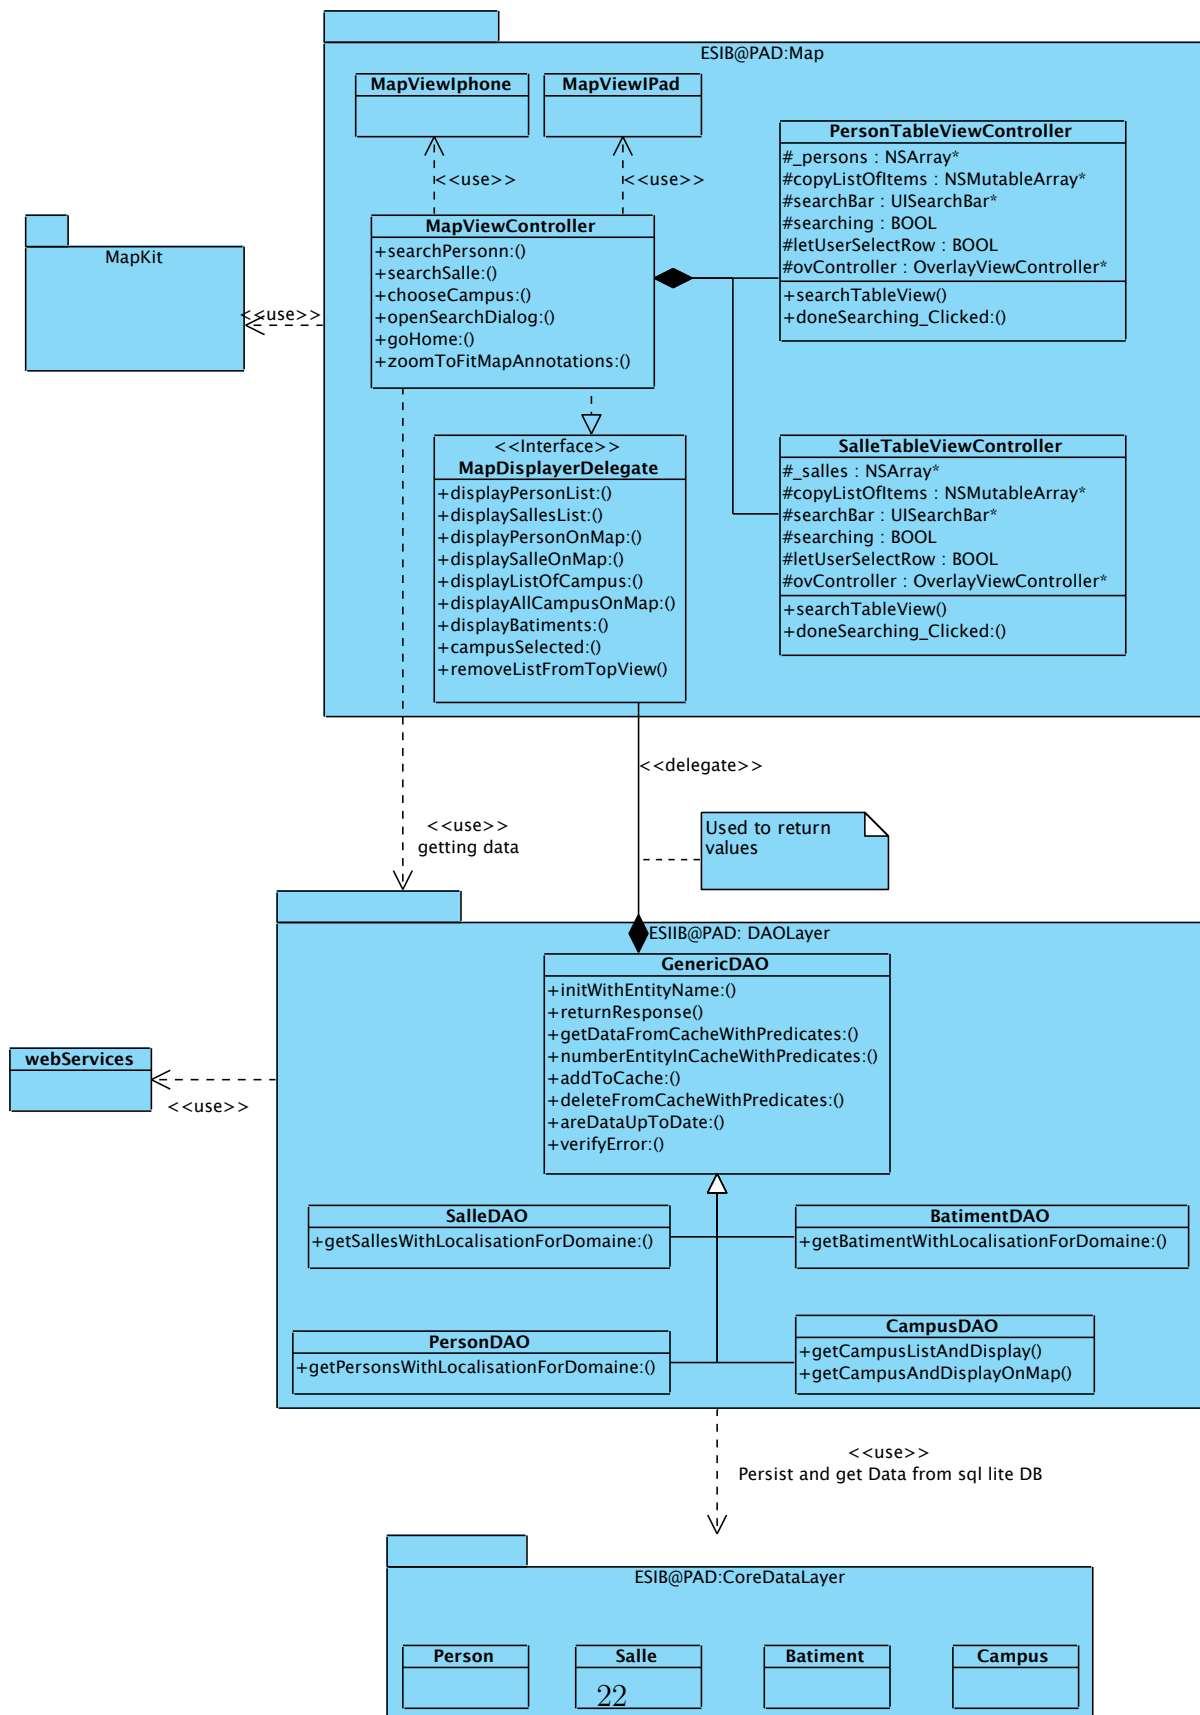 ESIB@PAD:Map
MapViewIphone
MapViewIPad
<<use>>
<<use>>
PersonTableViewController
#_persons : NSArray*
#copyListOfItems : NSMutableArray*
#searchBar : UISearchBar*
#searching : BOOL
#letUserSelectRow : BOOL
#ovController : OverlayViewController*
+searchTableView()
+doneSearching_Clicked:()
MapViewController
+searchPersonn:()
+searchSalle:()
+chooseCampus:()
+openSearchDialog:()
+goHome:()
+zoomToFitMapAnnotations:()
MapKit
<<use>>
<<Interface>>
MapDisplayerDelegate
+displayPersonList:()
+displaySallesList:()
+displayPersonOnMap:()
+displaySalleOnMap:()
+displayListOfCampus:()
+displayAllCampusOnMap:()
+displayBatiments:()
+campusSelected:()
+removeListFromTopView()
SalleTableViewController
#_salles : NSArray*
#copyListOfItems : NSMutableArray*
#searchBar : UISearchBar*
#searching : BOOL
#letUserSelectRow : BOOL
#ovController : OverlayViewController*
+searchTableView()
+doneSearching_Clicked:()
<<delegate>>
<<use>>
getting data
Used to return
values
ESIIB@PAD: DAOLayer
GenericDAO
+initWithEntityName:()
+returnResponse()
+getDataFromCacheWithPredicates:()
+numberEntityInCacheWithPredicates:()
+addToCache:()
+deleteFromCacheWithPredicates:()
+areDataUpToDate:()
+verifyError:()
webServices
<<use>>
SalleDAO
+getSallesWithLocalisationForDomaine:()
BatimentDAO
+getBatimentWithLocalisationForDomaine:()
PersonDAO
+getPersonsWithLocalisationForDomaine:()
CampusDAO
+getCampusListAndDisplay()
+getCampusAndDisplayOnMap()
<<use>>
Persist and get Data from sql lite DB
ESIB@PAD:CoreDataLayer
Person
Salle
Batiment
Campus
22